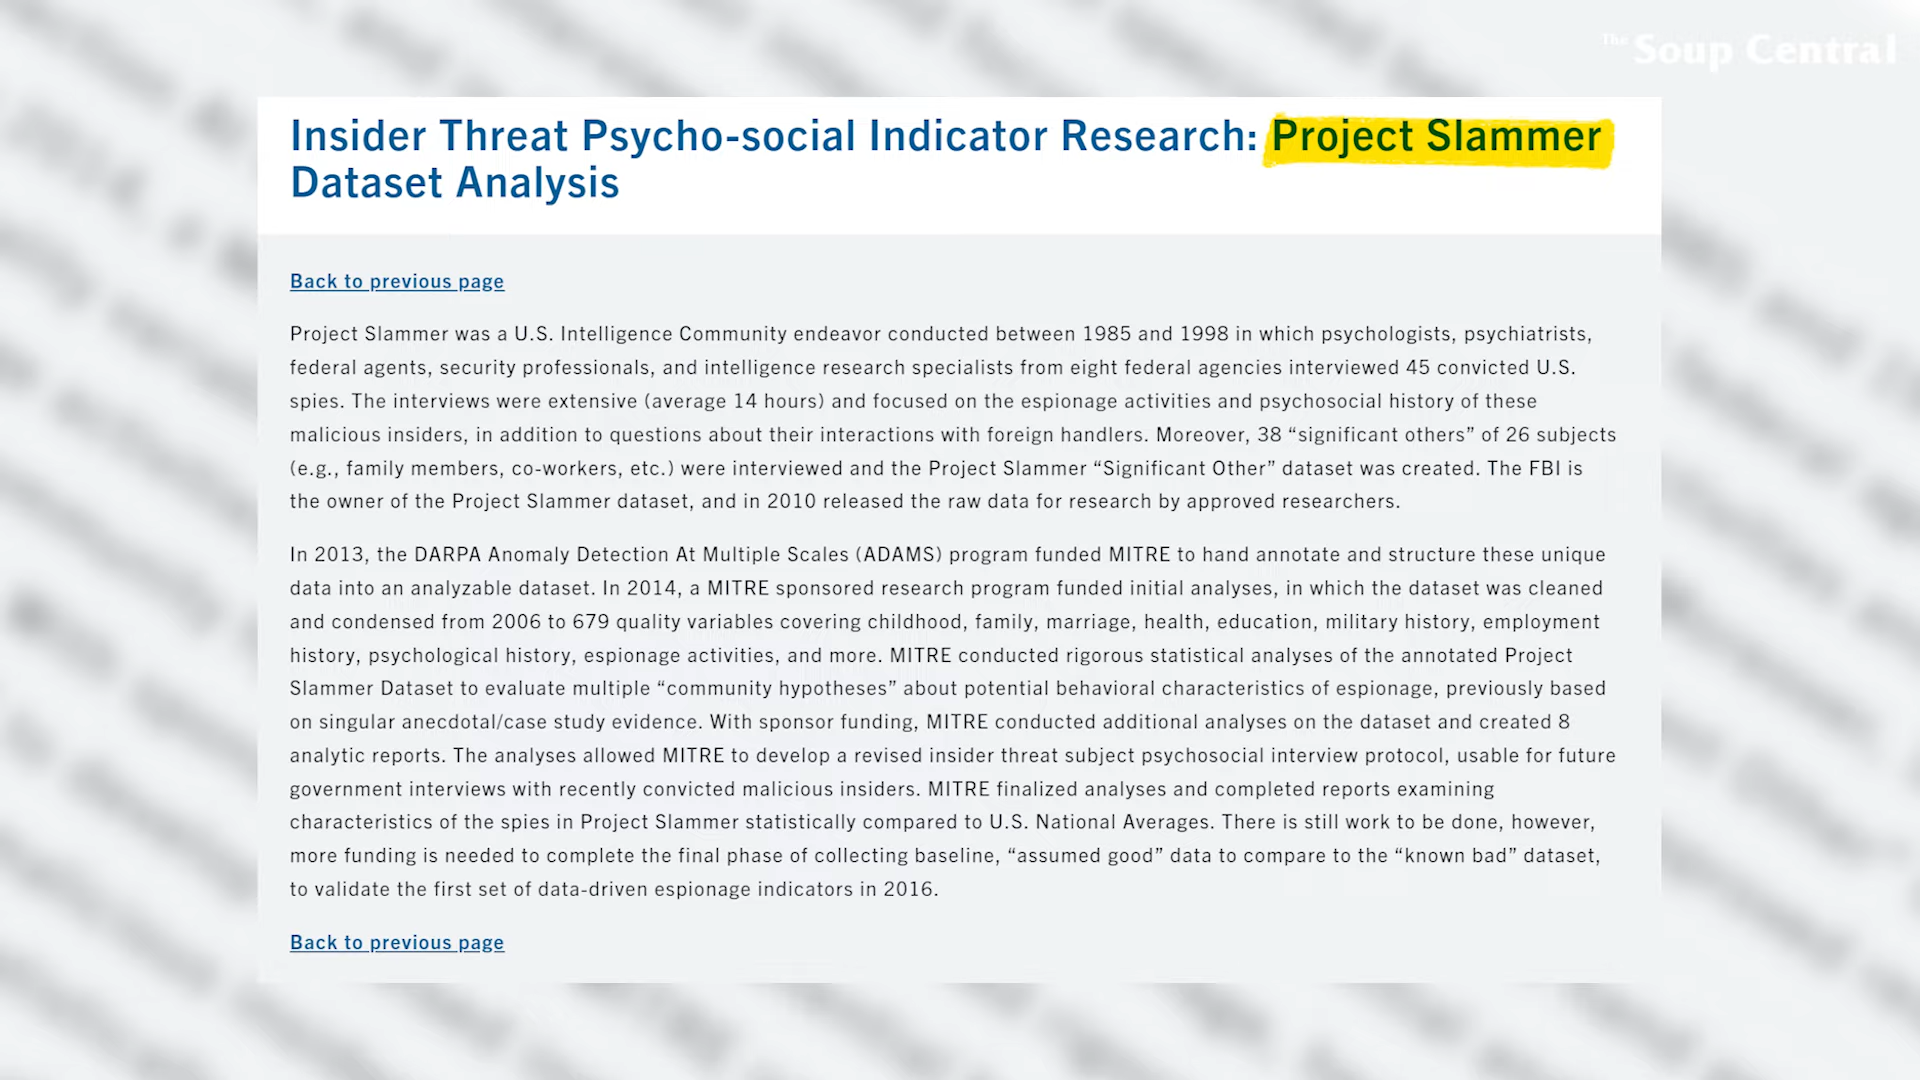 The Soup Central
Insider Threat Psycho-social Indicator Research: Project Slammer
Dataset Analysis
Back to previous page
Project Slammer was a U.S. Intelligence Community endeavor conducted between 1985 and 1998 in which psychologists, psychiatrists,
federal agents, security professionals, and intelligence research specialists from eight federal agencies interviewed 45 convicted U.S.
spies. The interviews were extensive (average 14 hours) and focused on the espionage activities and psychosocial history of these
malicious insiders, in addition to questions about their interactions with foreign handlers. Moreover, 38 “significant others” of 26 subjects
(e.g., family members, co-workers, etc.) were interviewed and the Project Slammer “Significant Other” dataset was created. The FBI is
the owner of the Project Slammer dataset, and in 2010 released the raw data for research by approved researchers.
In 2013, the DARPA Anomaly Detection At Multiple Scales (ADAMS) program funded MITRE to hand annotate and structure these unique
data into an analyzable dataset. In 2014, a MITRE sponsored research program funded initial analyses, in which the dataset was cleaned
and condensed from 2006 to 679 quality variables covering childhood, family, marriage, health, education, military history, employment
history, psychological history, espionage activities, and more. MITRE conducted rigorous statistical analyses of the annotated Project
Slammer Dataset to evaluate multiple “community hypotheses” about potential behavioral characteristics of espionage, previously based
on singular anecdotal/case study evidence. With sponsor funding, MITRE conducted additional analyses on the dataset and created 8
analytic reports. The analyses allowed MITRE to develop a revised insider threat subject psychosocial interview protocol, usable for future
government interviews with recently convicted malicious insiders. MITRE finalized analyses and completed reports examining
characteristics of the spies in Project Slammer statistically compared to U.S. National Averages. There is still work to be done, however,
more funding is needed to complete the final phase of collecting baseline, “assumed good” data to compare to the “known bad” dataset,
to validate the first set of data-driven espionage indicators in 2016.
Back to previous page